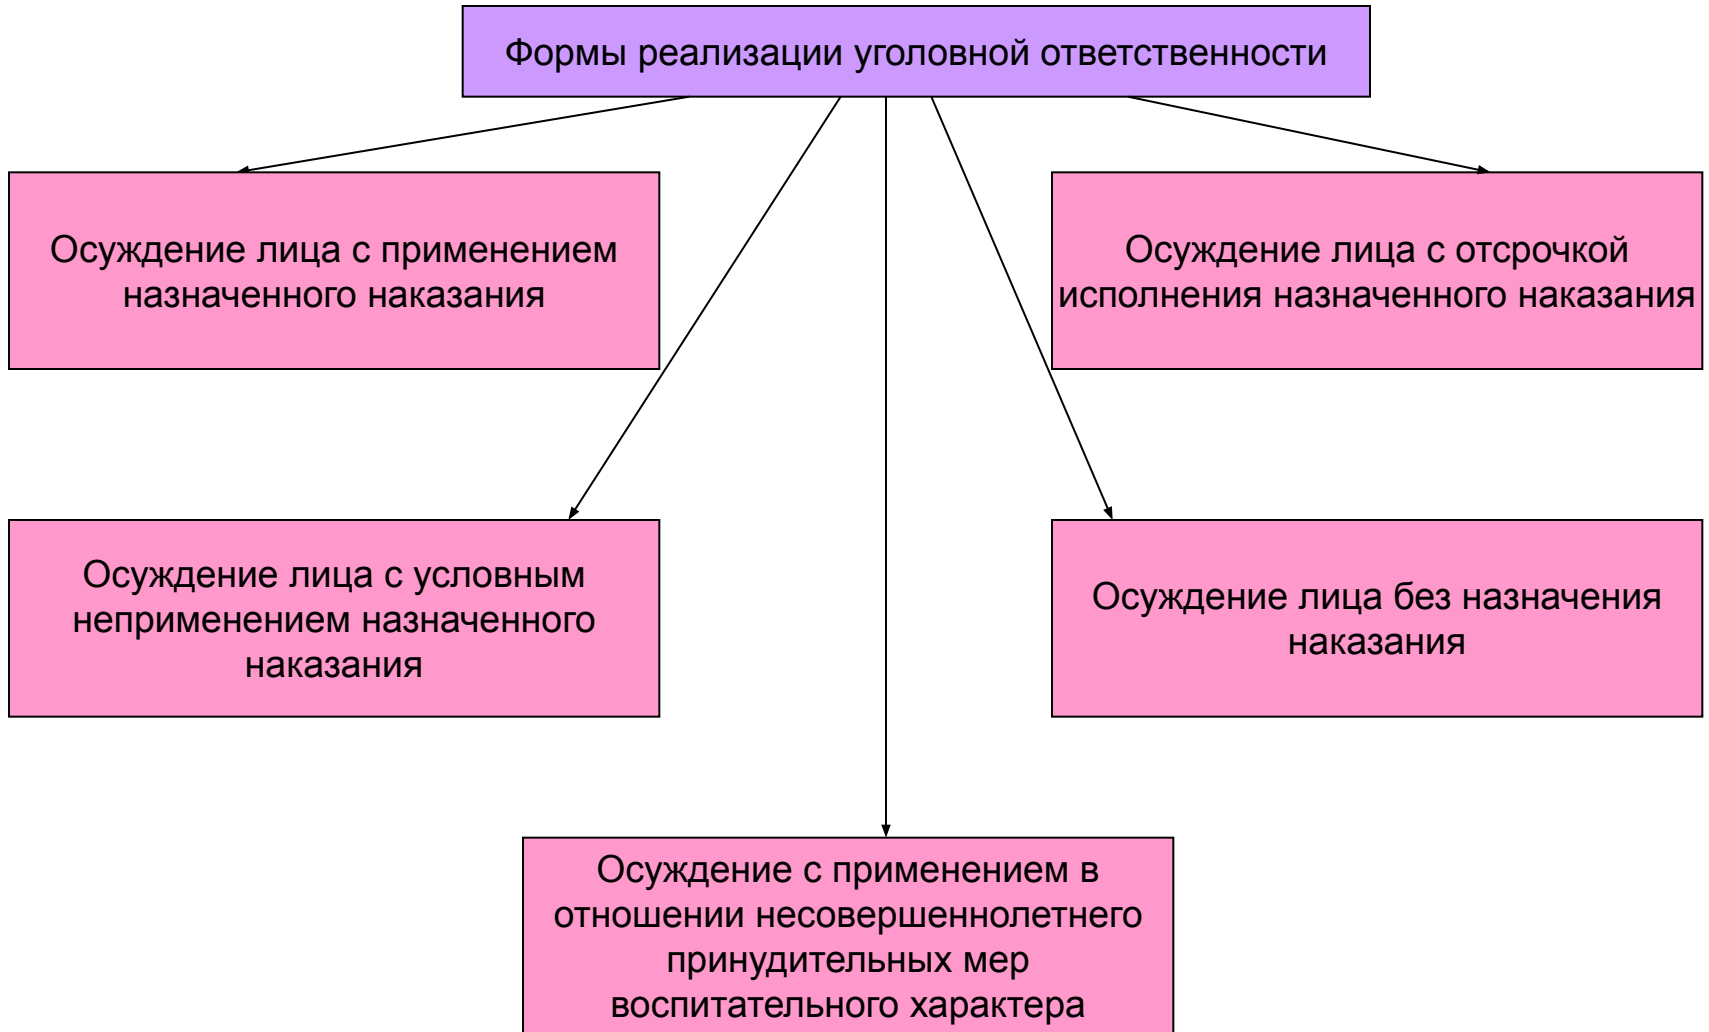 Формы реализации уголовной ответственности
Осуждение лица с применением
назначенного наказания
Осуждение лица с отсрочкой
исполнения назначенного наказания
Осуждение лица с условным
неприменением назначенного
наказания
Осуждение лица без назначения
наказания
Осуждение с применением в
отношении несовершеннолетнего
принудительных мер
воспитательного характера